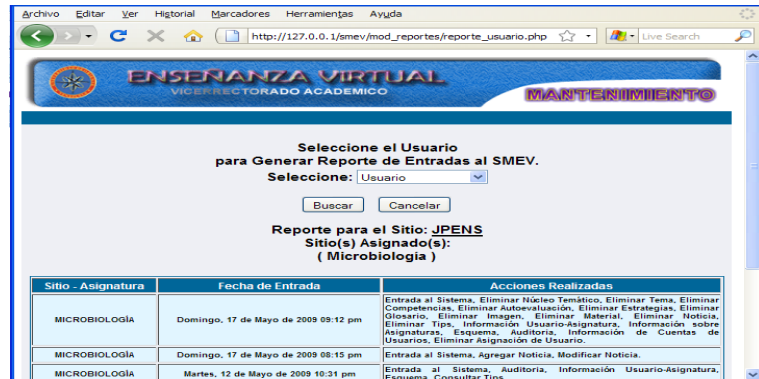 Archivo Editar Ver Historial Marcadores Herramientas Ayuda
http://127.0.0.1/smev/mod_reportes/reporte_usuario.php
Live Search
ENSEÑANZA VIRTUAL
VICERRECTORADO ACADEMICO
MANTENIMIENTO
Seleccione el Usuario
para Generar Reporte de Entradas al SMEV.
Seleccione: Usuario
Buscar Cancelar
Reporte para el Sitio: JPENS
Sitio(s) Asignado(s):
( Microbiología )
Sitio - Asignatura Fecha de Entrada Acciones Realizadas
Entrada al Sistema, Eliminar Núcleo Temático, Eliminar Tema, Eliminar
Competencias, Eliminar Autoevaluación, Eliminar Estrategias, Eliminar
Glosario, Eliminar Imagen, Eliminar Material, Eliminar Noticia,
Eliminar Tips, Información Usuario-Asignatura, Información sobre
Asignaturas, Esquema, Auditoria, Información de Cuentas de
Usuarios, Eliminar Asignación de Usuario.
MICROBIOLOGÍA Domingo, 17 de Mayo de 2009 09:12 pm
MICROBIOLOGÍA Domingo, 17 de Mayo de 2009 08:15 pm Entrada al Sistema, Agregar Noticia, Modificar Noticia.
MICROBIOLOGÍA Martes, 12 de Mayo de 2009 10:31 pm Entrada al Sistema, Auditoria, Información Usuario-Asignatura,
Esquema, Consultar Tips